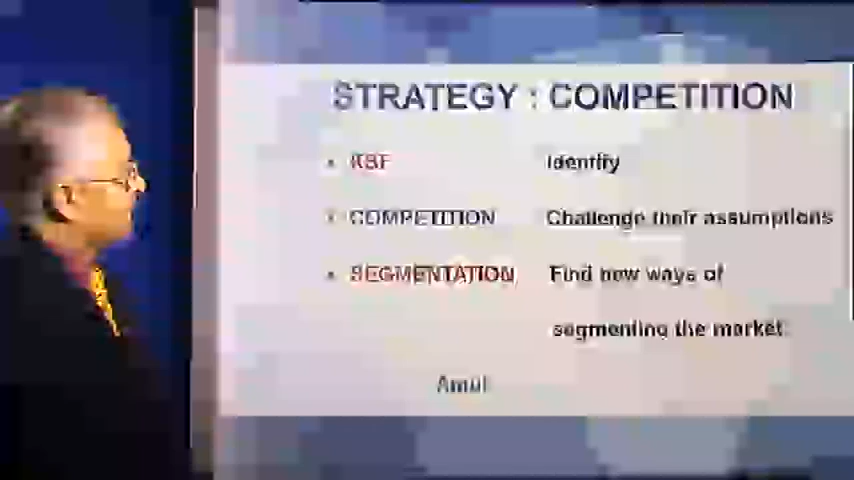 STRATEGY : COMPETITION
• KSF Identify
• COMPETITION Challenge their assumptions
• SEGMENTATION Find new ways of
segmenting the market.
Amul